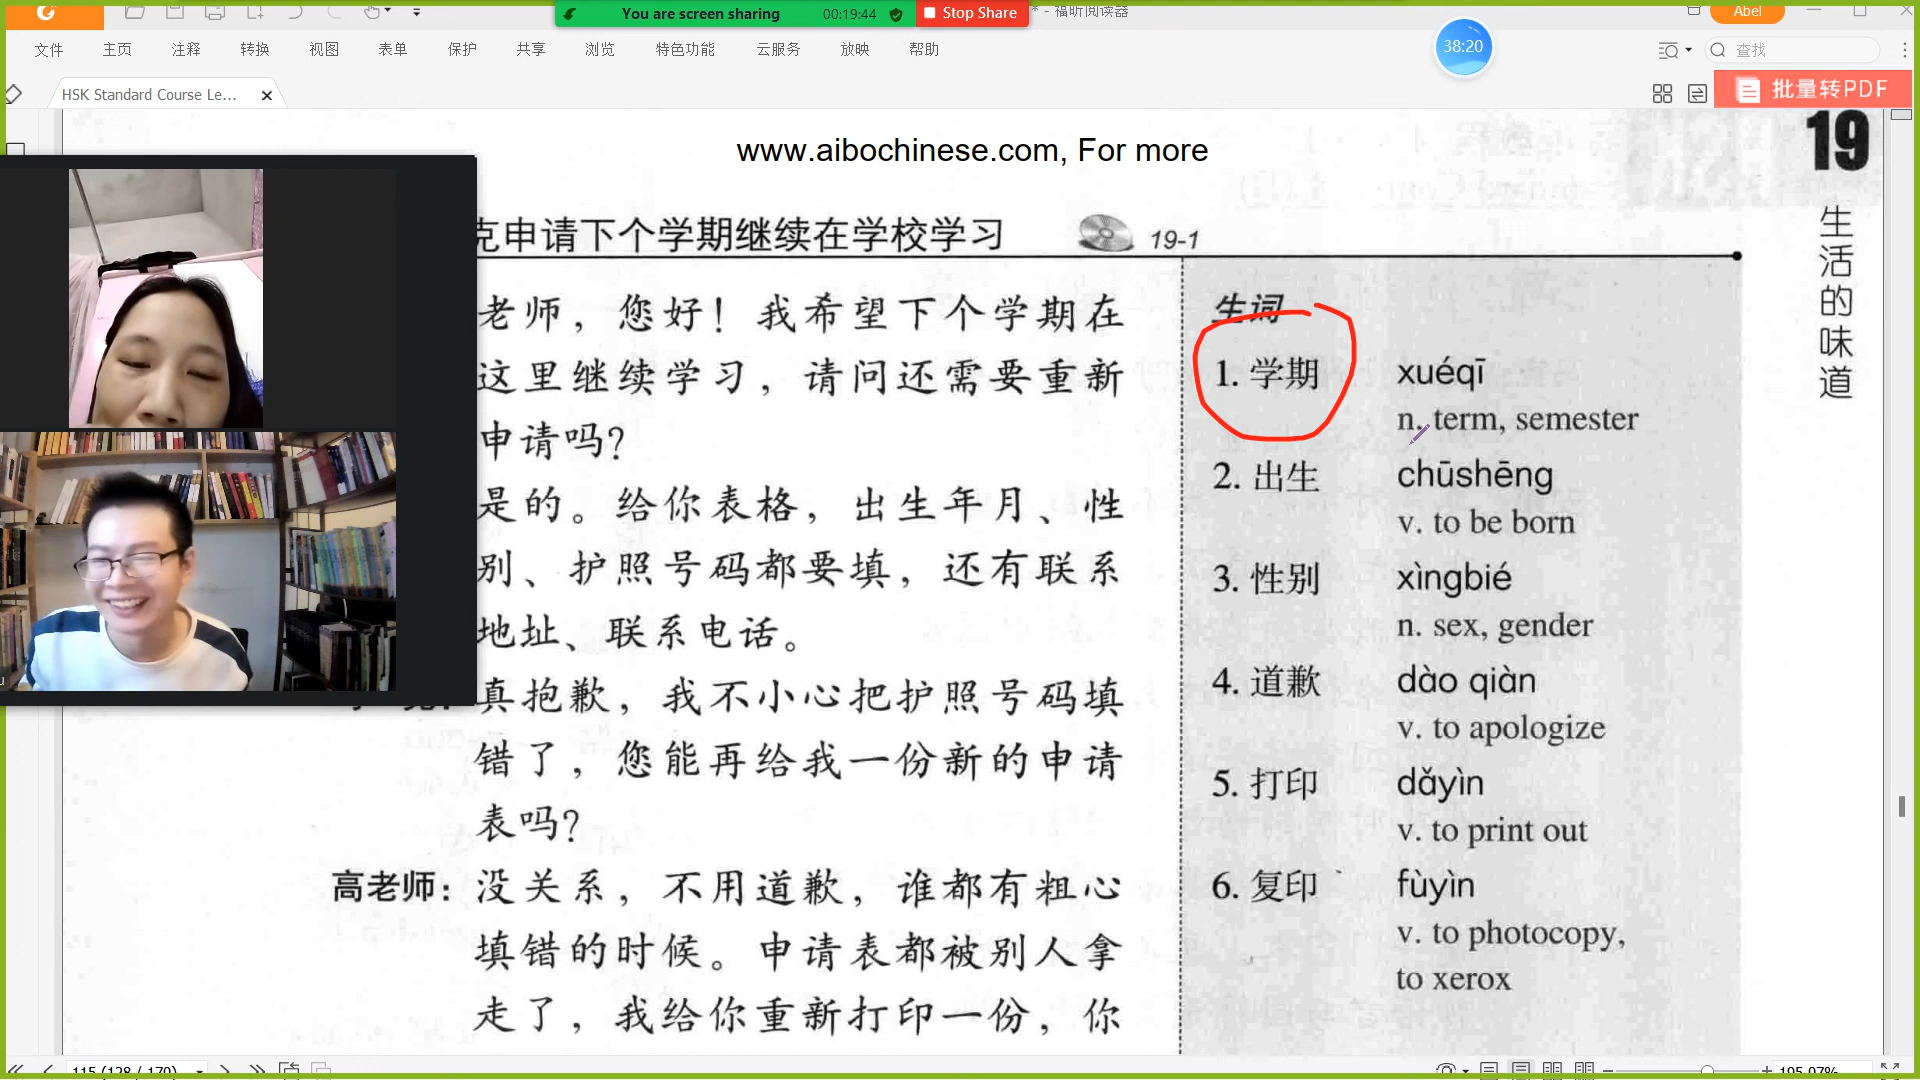 You are screen sharing
00:19:44
Stop Share
* - 福昕阅读器
Abel
文件
主页
注释
转换
视图
表单
保护
共享
浏览
特色功能
云服务
放映
帮助
38:20
查找
HSK Standard Course Le...
批量转PDF
www.aibochinese.com, For more
19
生活的味道
克申请下个学期继续在学校学习
19-1
老师，您好！我希望下个学期在
这里继续学习，请问还需要重新
申请吗？
是的。给你表格，出生年月、性
别、护照号码都要填，还有联系
地址、联系电话。
真抱歉，我不小心把护照号码填
错了，您能再给我一份新的申请
表吗？
高老师：没关系，不用道歉，谁都有粗心
填错的时候。申请表都被别人拿
走了，我给你重新打印一份，你
生词
1. 学期 xuéqī
n. term, semester
2. 出生 chūshēng
v. to be born
3. 性别 xìngbié
n. sex, gender
4. 道歉 dào qiàn
v. to apologize
5. 打印 dǎyìn
v. to print out
6. 复印 fùyìn
v. to photocopy,
to xerox
115 (128 / 170)
195.07%